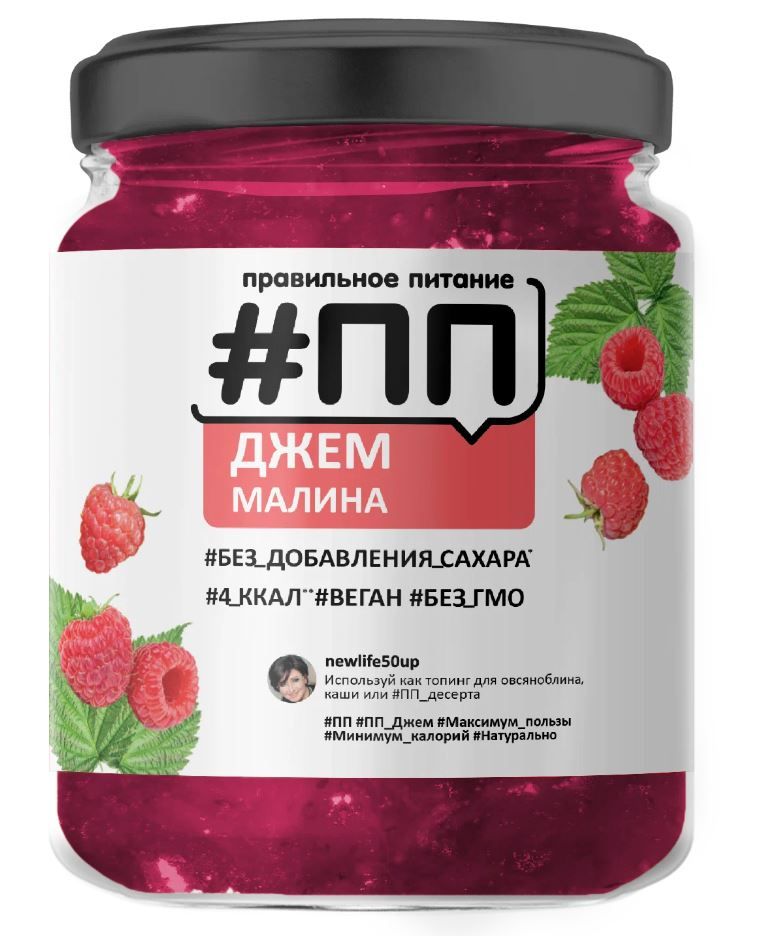 правильное питание
#ПП
ДЖЕМ
МАЛИНА
#БЕЗ_ДОБАВЛЕНИЯ_САХАРА*
#4_ККАЛ** #ВЕГАН #БЕЗ_ГМО
newlife50up
Используй как топинг для овсяноблина,
каши или #ПП_десерта
#ПП #ПП_Джем #Максимум_пользы
#Минимум_калорий #Натурально